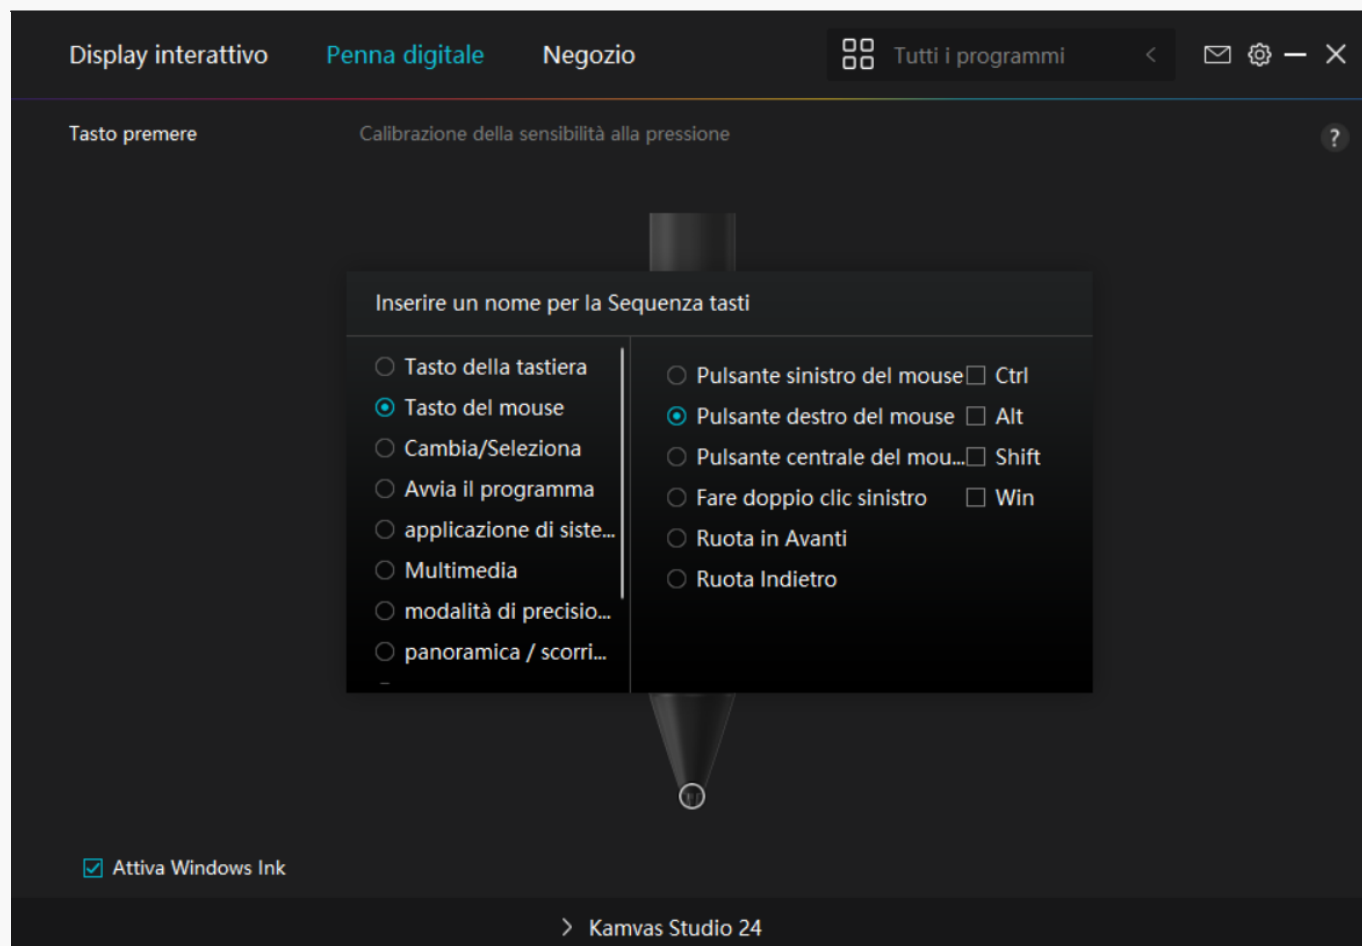 Display interattivo Penna digitale Negozio Tutti i programmi
Tasto premere Calibrazione della sensibilità alla pressione ?
Inserire un nome per la Sequenza tasti
Tasto della tastiera
Tasto del mouse
Cambia/Seleziona
Avvia il programma
applicazione di siste...
Multimedia
modalità di precisio...
panoramica / scorri...
Pulsante sinistro del mouse Ctrl
Pulsante destro del mouse Alt
Pulsante centrale del mou... Shift
Fare doppio clic sinistro Win
Ruota in Avanti
Ruota Indietro
Attiva Windows Ink
Kamvas Studio 24